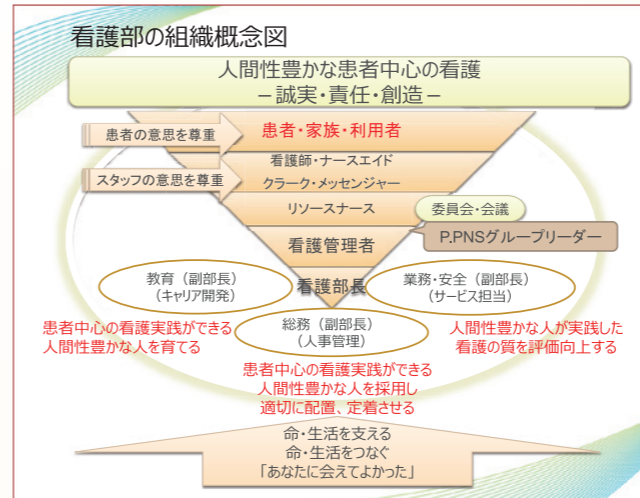 看護部の組織概念図
人間性豊かな患者中心の看護
－誠実・責任・創造－
患者の意思を尊重
患者・家族・利用者
スタッフの意思を尊重
看護師・ナースエイド
クラーク・メッセンジャー
リソースナース
委員会・会議
看護管理者
P.PNSグループリーダー
看護部長
教育（副部長）
（キャリア開発）
業務・安全（副部長）
（サービス担当）
総務（副部長）
（人事管理）
患者中心の看護実践ができる
人間性豊かな人を育てる
人間性豊かな人が実践した
看護の質を評価向上する
患者中心の看護実践ができる
人間性豊かな人を採用し
適切に配置、定着させる
命・生活を支える
命・生活をつなぐ
「あなたに会えてよかった」